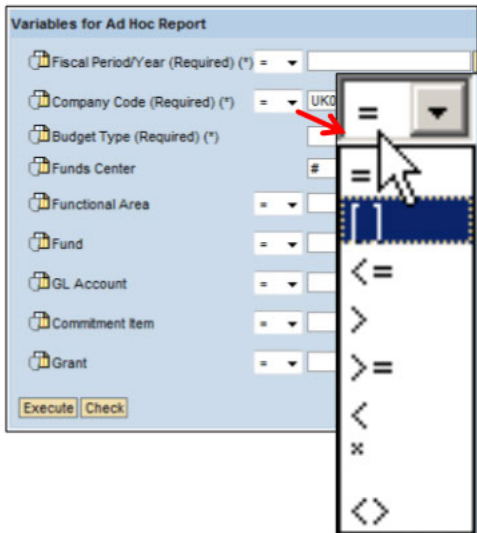 Variables for Ad Hoc Report
Fiscal Period/Year (Required) (*) =
Company Code (Required) (*) =
Budget Type (Required) (*)
Funds Center #
Functional Area =
Fund =
GL Account =
Commitment Item =
Grant =
Execute Check
=
=
[ ]
<=
>
>=
<
*
<>